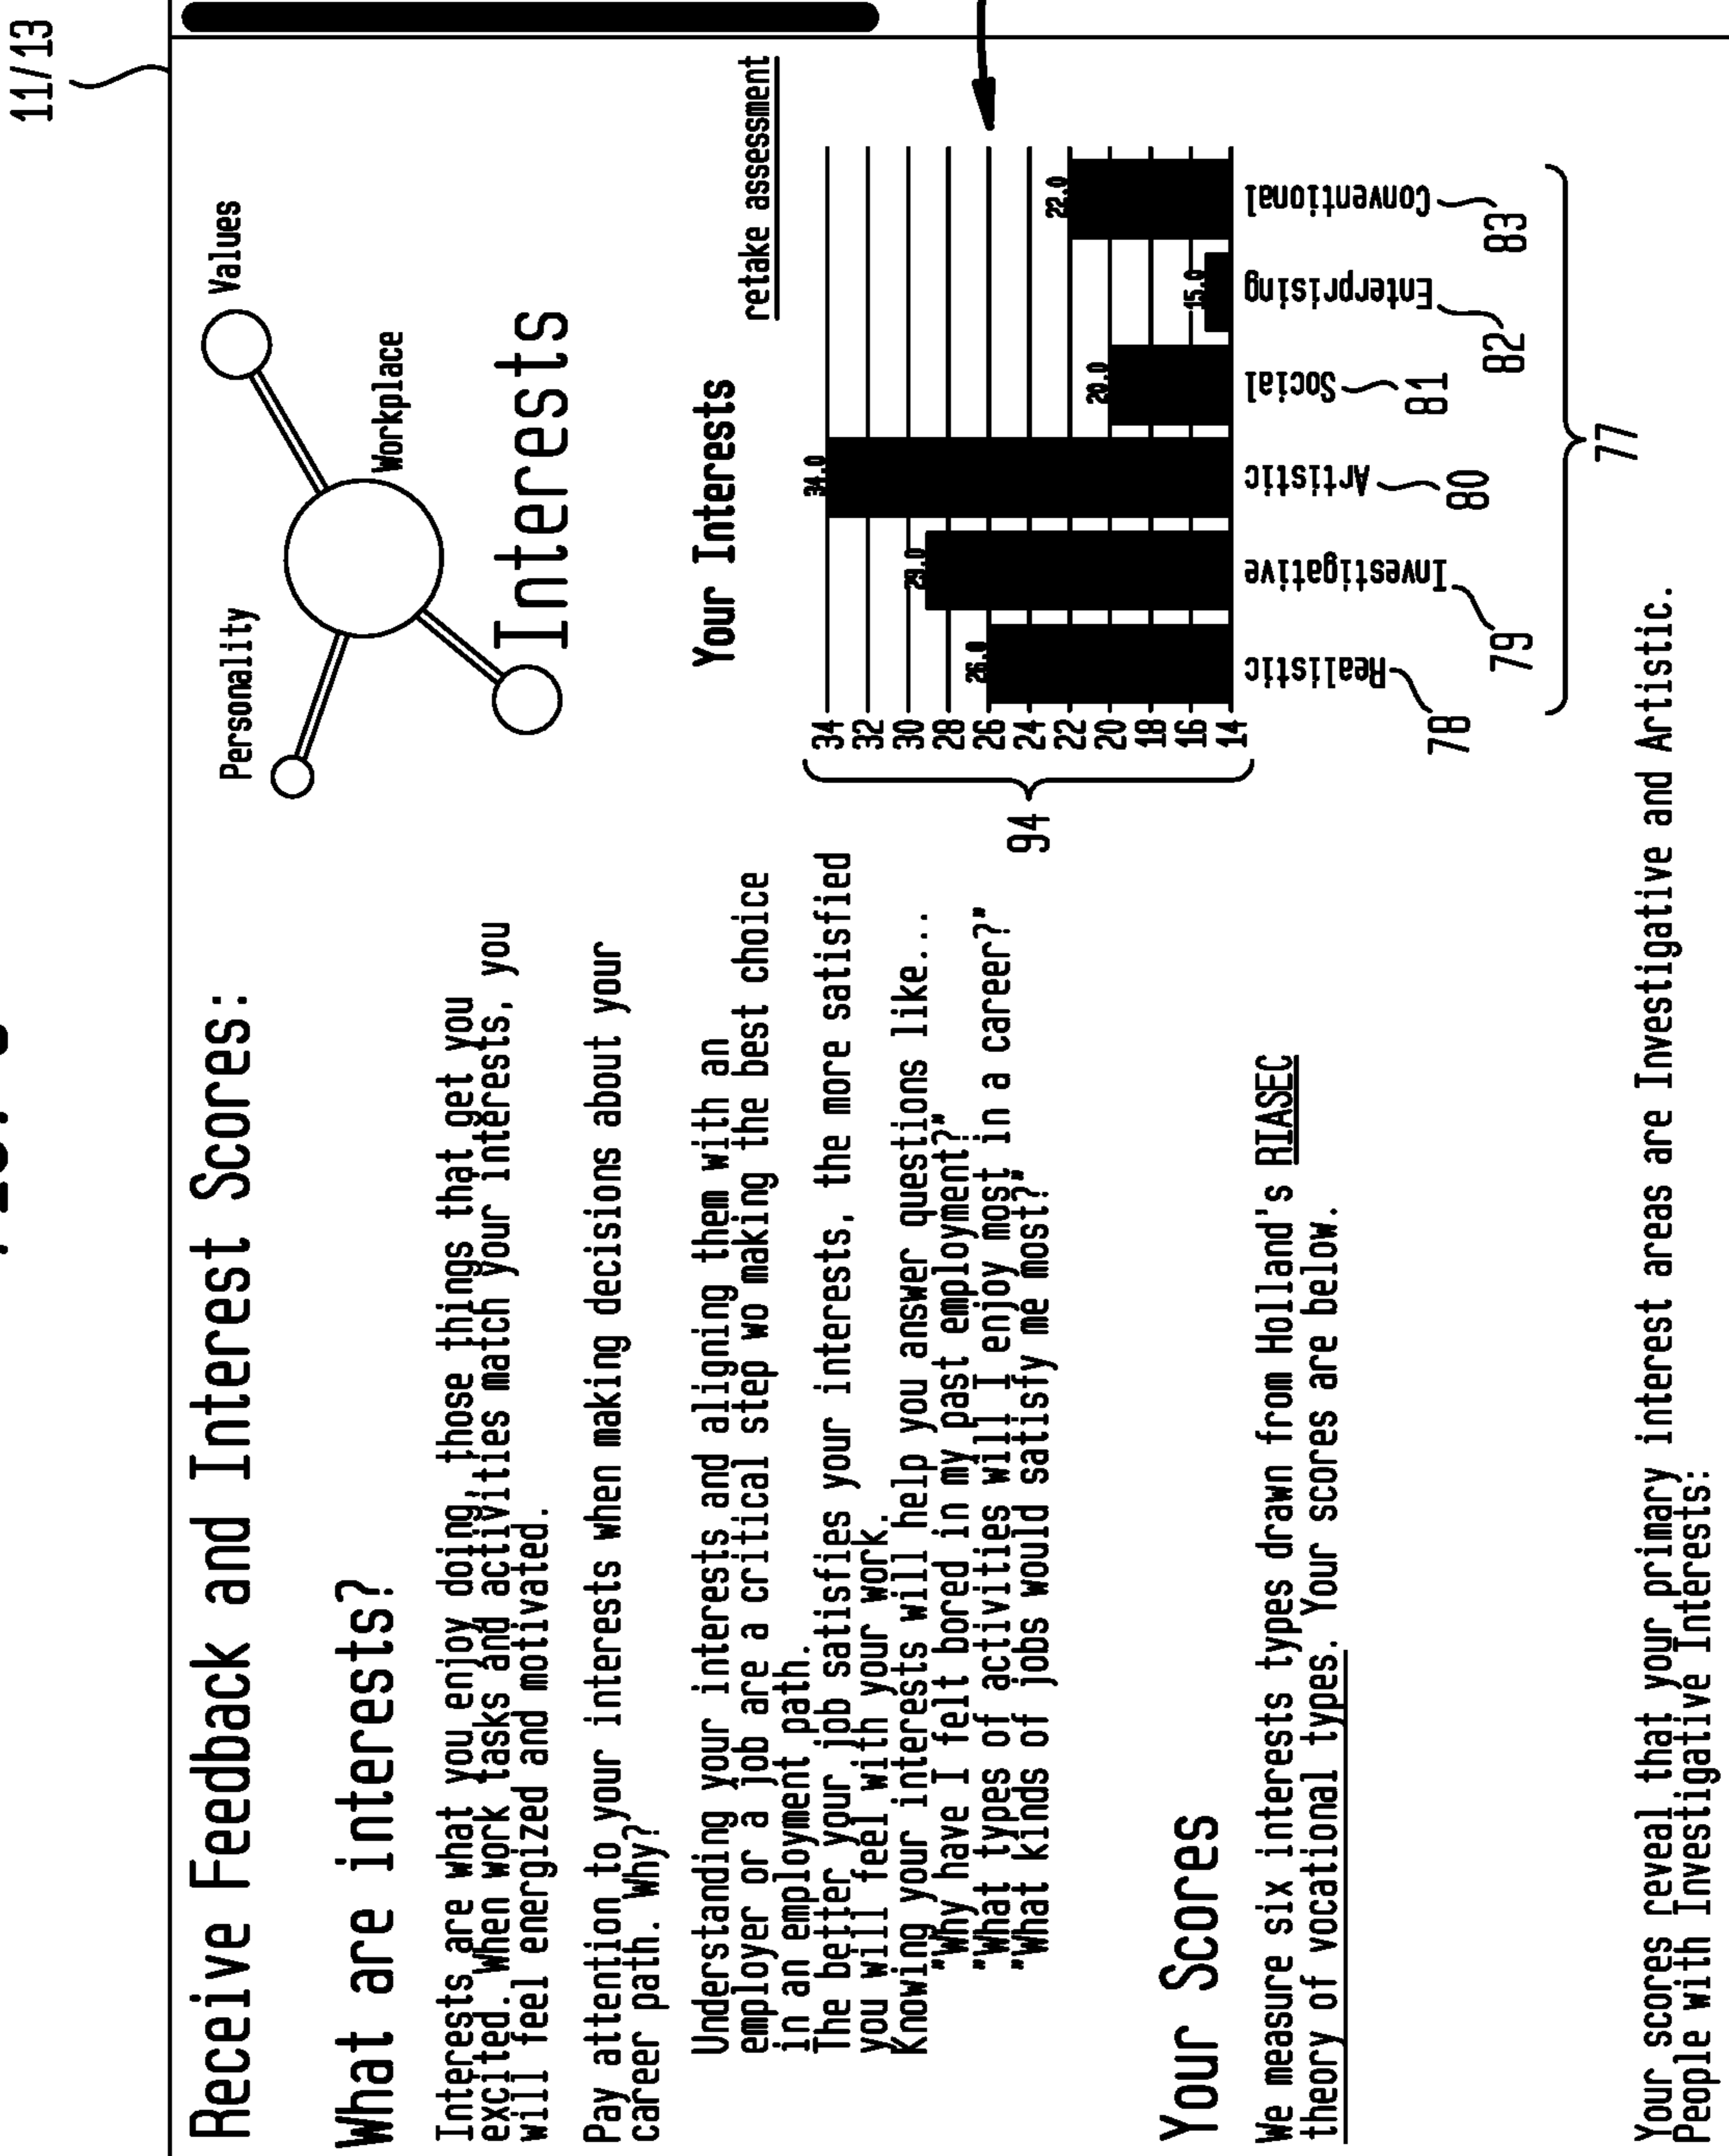 11/13
Receive Feedback and Interest Scores:
What are interests?
Interests are what you enjoy doing, those things that get you
excited. When work tasks and activities match your interests, you
will feel energized and motivated.
Pay attention to your interests when making decisions about your
career path. Why?
Understanding your interests and aligning them with an
employer or a job are a critical step wo making the best choice
in an employment path.
The better your job satisfies your interests, the more satisfied
you will feel with your work.
Knowing your interests will help you answer questions like...
"Why have I felt bored in my past employment?"
"What types of activities will I enjoy most in a career?"
"What kinds of jobs would satisfy me most?"
Your Scores
We measure six interests types drawn from Holland's RIASEC
theory of vocational types. Your scores are below.
Personality
Values
Workplace
Interests
retake assessment
Your Interests
34
32
30
28
26
24
22
20
18
16
14
94
26.0
29.0
34.0
20.0
15.0
22.0
Realistic
Investigative
Artistic
Social
Enterprising
Conventional
78
79
80
81
82
83
77
Your scores reveal that your primary interest areas are Investigative and Artistic.
People with Investigative Interests: